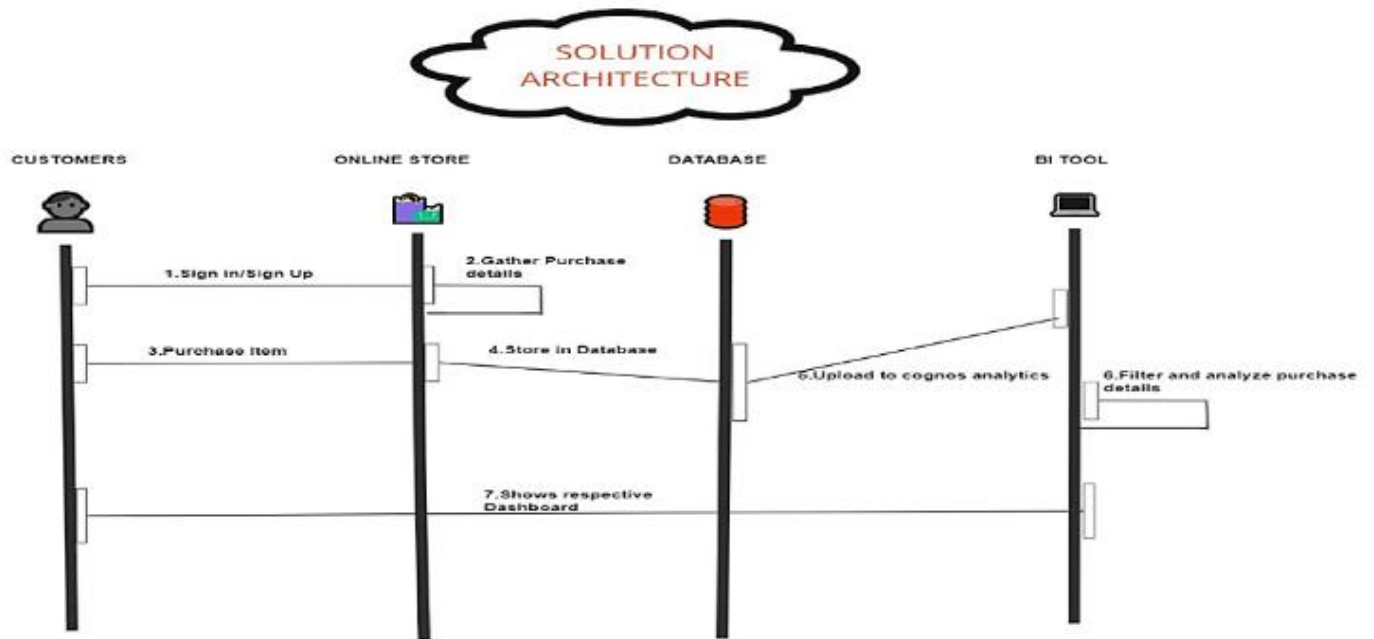 SOLUTION
ARCHITECTURE
CUSTOMERS
ONLINE STORE
DATABASE
BI TOOL
1.Sign in/Sign Up
2.Gather Purchase
details
3.Purchase Item
4.Store in Database
5.Upload to cognos analytics
6.Filter and analyze purchase
details
7.Shows respective
Dashboard